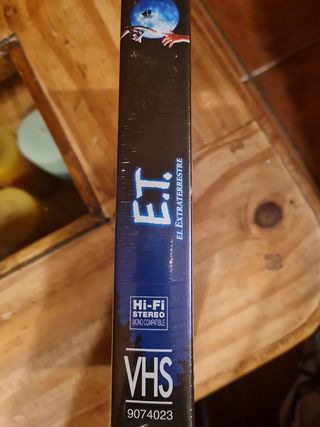 E.T.
EL EXTRATERRESTRE
Hi-Fi
STEREO
MONO COMPATIBLE
VHS
9074023